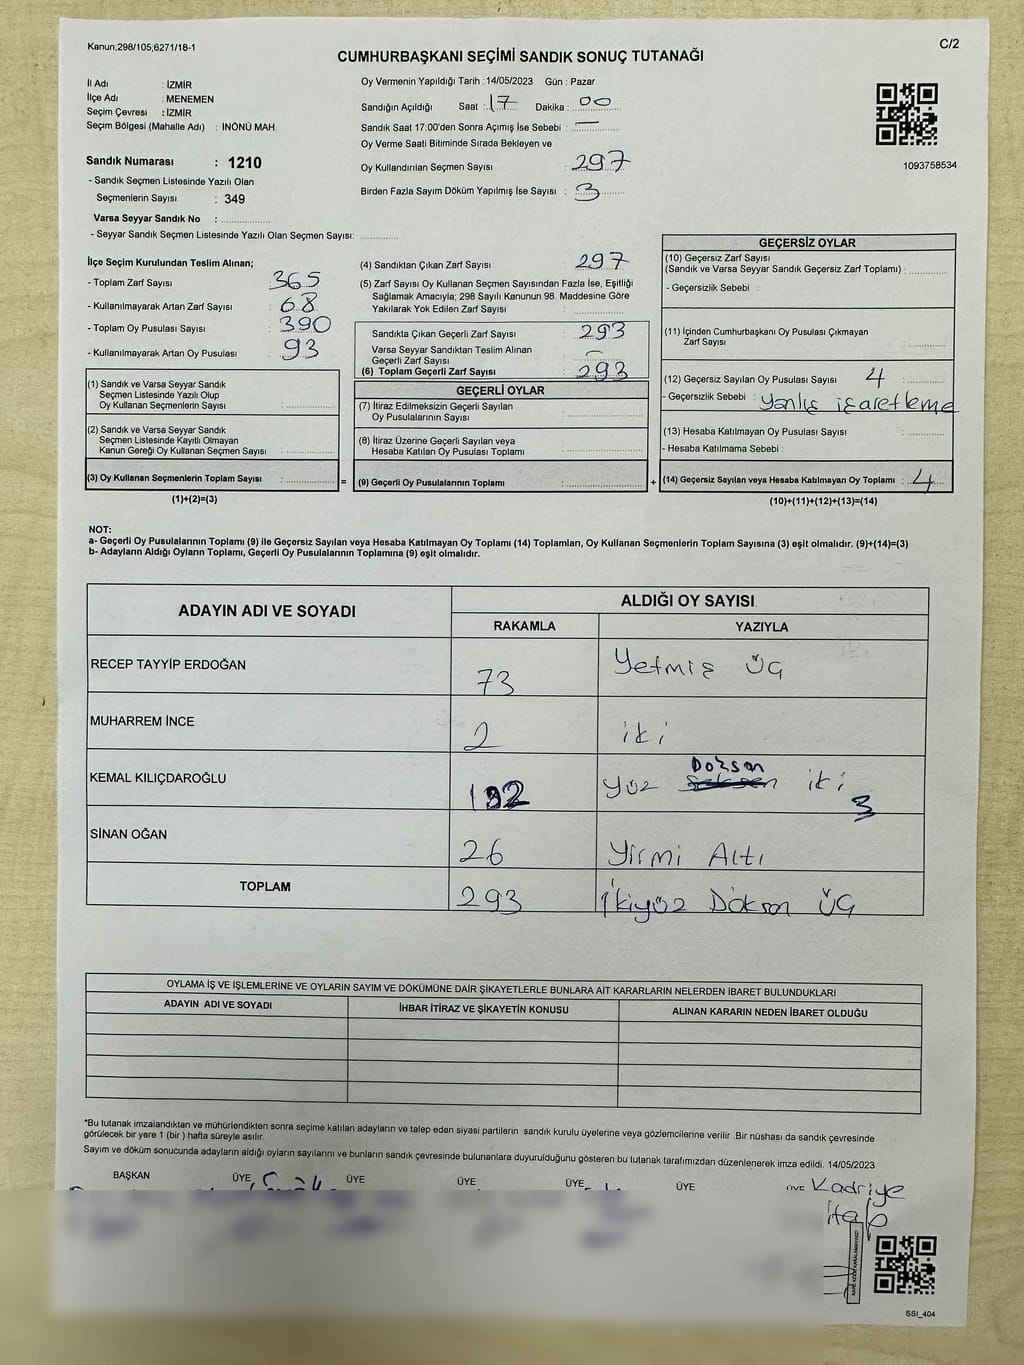 Kanun,298/105,6271/18-1
C/2
CUMHURBAŞKANI SEÇİMİ SANDIK SONUÇ TUTANAĞI
İl Adı : İZMİR
İlçe Adı : MENEMEN
Seçim Çevresi : İZMİR
Seçim Bölgesi (Mahalle Adı) : İNÖNÜ MAH.
Sandık Numarası : 1210
- Sandık Seçmen Listesinde Yazılı Olan
Seçmenlerin Sayısı : 349
Varsa Seyyar Sandık No :
- Seyyar Sandık Seçmen Listesinde Yazılı Olan Seçmen Sayısı:
Oy Vermenin Yapıldığı Tarih :14/05/2023 Gün : Pazar
Sandığın Açıldığı Saat : 17 Dakika : 00
Sandık Saat 17:00'den Sonra Açımış İse Sebebi : —
Oy Verme Saati Bitiminde Sırada Bekleyen ve
Oy Kullandırılan Seçmen Sayısı : 297
Birden Fazla Sayım Döküm Yapılmış İse Sayısı : 3
1093758534
İlçe Seçim Kurulundan Teslim Alınan;
- Toplam Zarf Sayısı : 365
- Kullanılmayarak Artan Zarf Sayısı : 68
- Toplam Oy Pusulası Sayısı : 390
- Kullanılmayarak Artan Oy Pusulası : 93
(1) Sandık ve Varsa Seyyar Sandık
Seçmen Listesinde Yazılı Olup
Oy Kullanan Seçmenlerin Sayısı :
(2) Sandık ve Varsa Seyyar Sandık
Seçmen Listesinde Kayıtlı Olmayan
Kanun Gereği Oy Kullanan Seçmen Sayısı :
(3) Oy Kullanan Seçmenlerin Toplam Sayısı :
(1)+(2)=(3)
(4) Sandıktan Çıkan Zarf Sayısı : 297
(5) Zarf Sayısı Oy Kullanan Seçmen Sayısından Fazla İse, Eşitliği
Sağlamak Amacıyla; 298 Sayılı Kanunun 98. Maddesine Göre
Yakılarak Yok Edilen Zarf Sayısı :
Sandıkta Çıkan Geçerli Zarf Sayısı : 293
Varsa Seyyar Sandıktan Teslim Alınan
Geçerli Zarf Sayısı : —
(6) Toplam Geçerli Zarf Sayısı : 293
GEÇERLİ OYLAR
(7) İtiraz Edilmeksizin Geçerli Sayılan
Oy Pusulalarının Sayısı :
(8) İtiraz Üzerine Geçerli Sayılan veya
Hesaba Katılan Oy Pusulası Toplamı :
= (9) Geçerli Oy Pusulalarının Toplamı :
GEÇERSİZ OYLAR
(10) Geçersiz Zarf Sayısı
(Sandık ve Varsa Seyyar Sandık Geçersiz Zarf Toplamı) :
- Geçersizlik Sebebi :
(11) İçinden Cumhurbaşkanı Oy Pusulası Çıkmayan
Zarf Sayısı :
(12) Geçersiz Sayılan Oy Pusulası Sayısı 4 :
- Geçersizlik Sebebi : Yanlış işaretleme
(13) Hesaba Katılmayan Oy Pusulası Sayısı :
- Hesaba Katılmama Sebebi :
+ (14) Geçersiz Sayılan veya Hesaba Katılmayan Oy Toplamı : 4
(10)+(11)+(12)+(13)=(14)
NOT:
a- Geçerli Oy Pusulalarının Toplamı (9) ile Geçersiz Sayılan veya Hesaba Katılmayan Oy Toplamı (14) Toplamları, Oy Kullanan Seçmenlerin Toplam Sayısına (3) eşit olmalıdır. (9)+(14)=(3)
b- Adayların Aldığı Oyların Toplamı, Geçerli Oy Pusulalarının Toplamına (9) eşit olmalıdır.
ADAYIN ADI VE SOYADI
ALDIĞI OY SAYISI
RAKAMLA YAZIYLA
RECEP TAYYİP ERDOĞAN 73 Yetmiş Üç
MUHARREM İNCE 2 iki
KEMAL KILIÇDAROĞLU 192 Yüz Doksan iki
3
SİNAN OĞAN 26 Yirmi Altı
TOPLAM 293 İkiyüz Doksan Üç
OYLAMA İŞ VE İŞLEMLERİNE VE OYLARIN SAYIM VE DÖKÜMÜNE DAİR ŞİKAYETLERLE BUNLARA AİT KARARLARIN NELERDEN İBARET BULUNDUKLARI
ADAYIN ADI VE SOYADI İHBAR İTİRAZ VE ŞİKAYETİN KONUSU ALINAN KARARIN NEDEN İBARET OLDUĞU
*Bu tutanak imzalandıktan ve mühürlendikten sonra seçime katılan adayların ve talep eden siyasi partilerin sandık kurulu üyelerine veya gözlemcilerine verilir .Bir nüshası da sandık çevresinde
görülecek bir yere 1 (bir ) hafta süreyle asılır.
Sayım ve döküm sonucunda adayların aldığı oyların sayılarını ve bunların sandık çevresinde bulunanlara duyurulduğunu gösteren bu tutanak tarafımızdan düzenlenerek imza edildi. 14/05/2023
BAŞKAN ÜYE ÜYE ÜYE ÜYE ÜYE ÜYE Kadriye
SSI_404